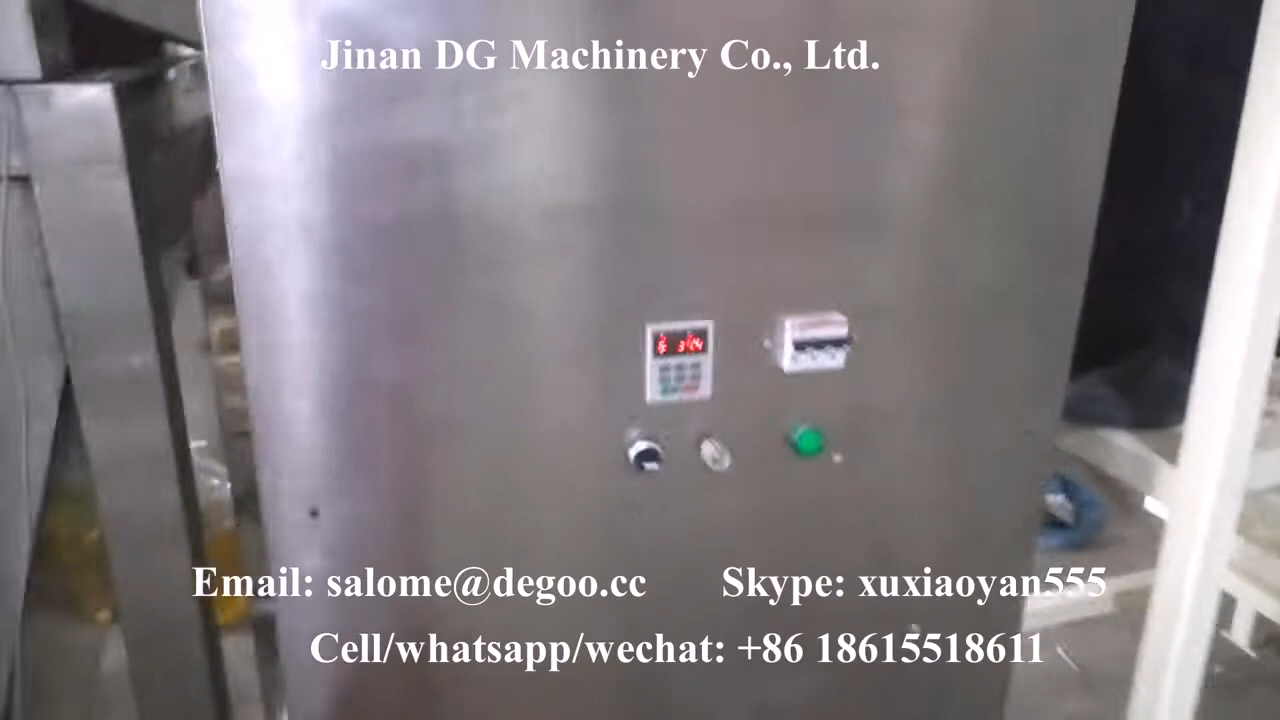 Jinan DG Machinery Co., Ltd.
Email: salome@degoo.cc Skype: xuxiaoyan555
Cell/whatsapp/wechat: +86 18615518611